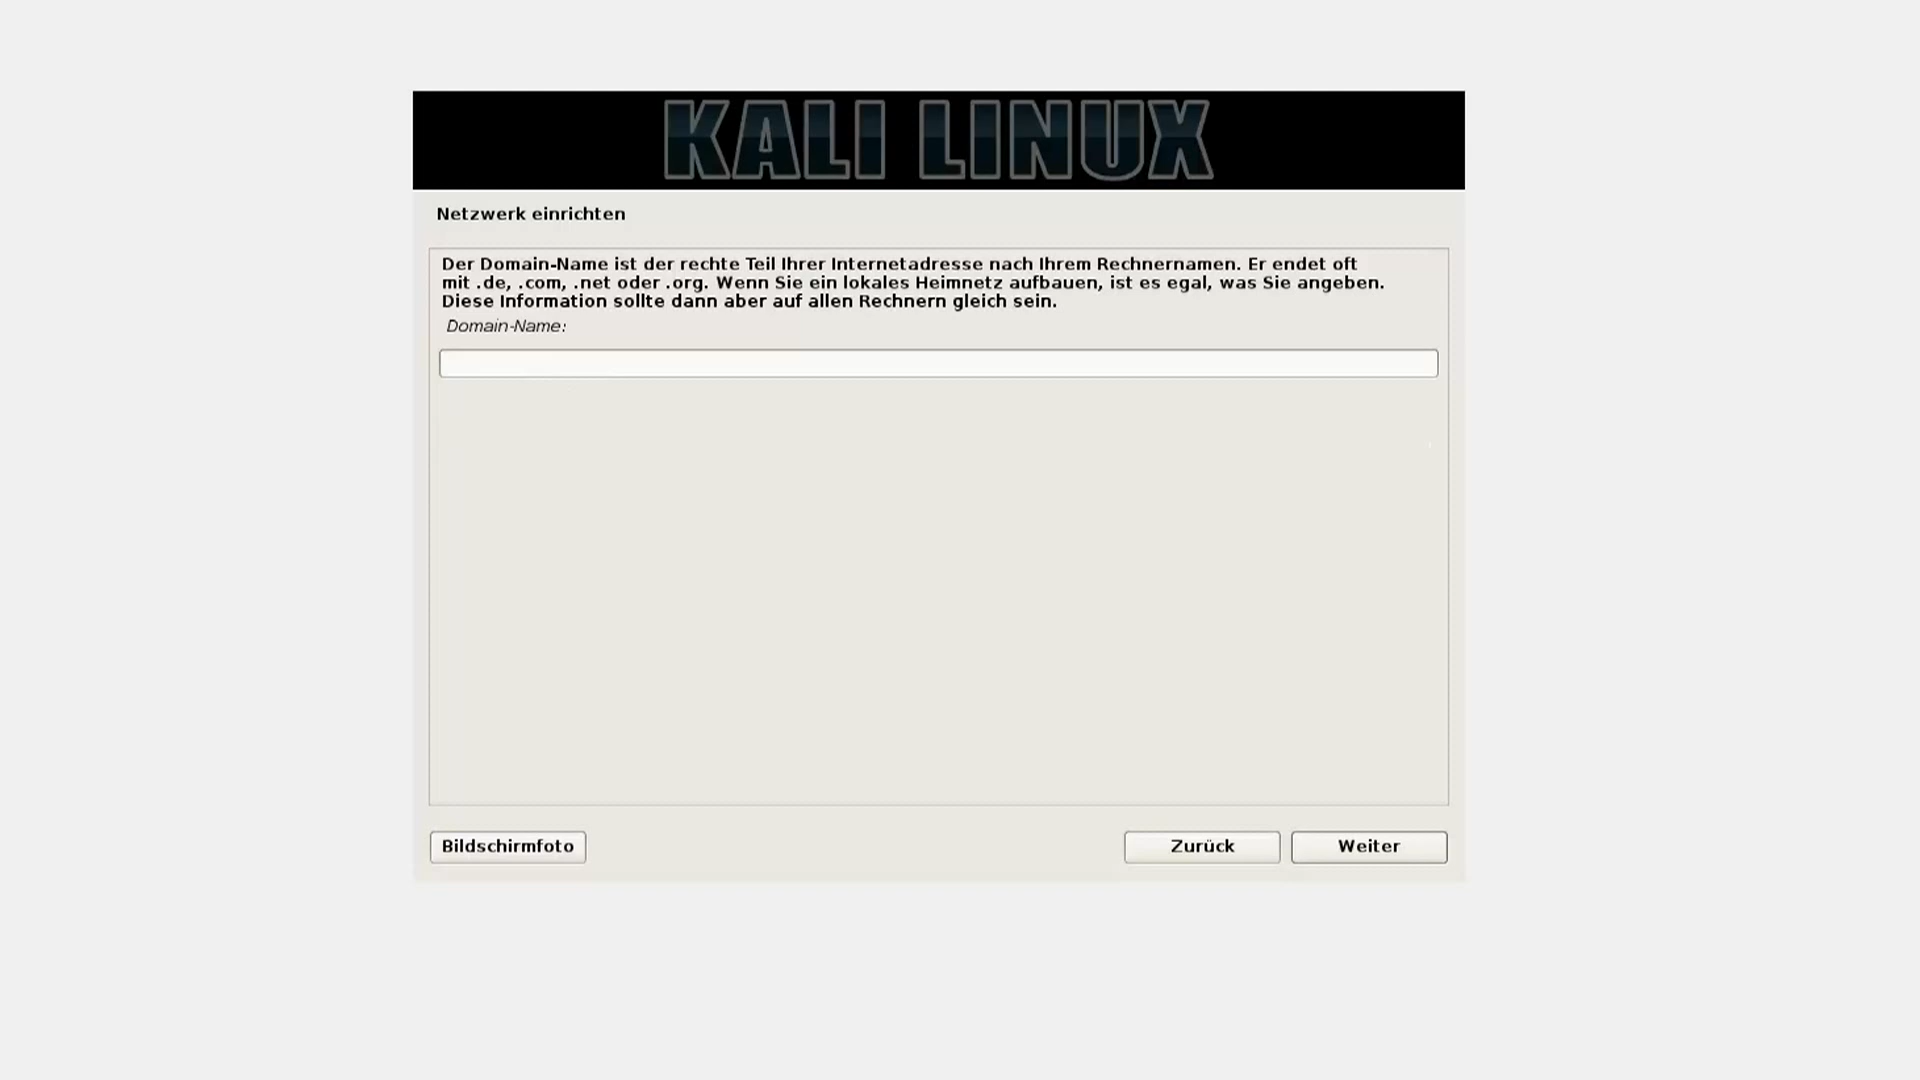 KALI LINUX
Netzwerk einrichten
Der Domain-Name ist der rechte Teil Ihrer Internetadresse nach Ihrem Rechnernamen. Er endet oft
mit .de, .com, .net oder .org. Wenn Sie ein lokales Heimnetz aufbauen, ist es egal, was Sie angeben.
Diese Information sollte dann aber auf allen Rechnern gleich sein.
Domain-Name:
Bildschirmfoto
Zurück
Weiter